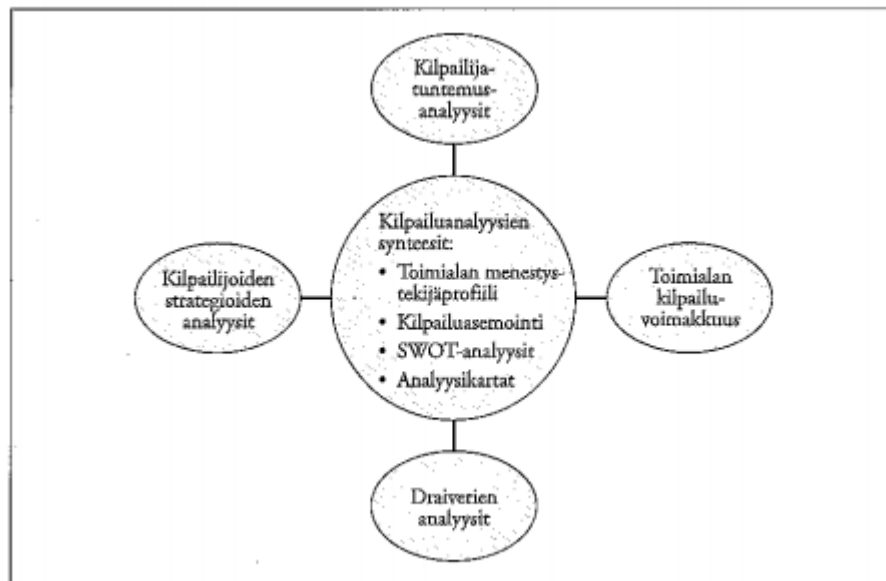 Kilpailija-
tuntemus-
analyysit
Kilpailuanalyysien
synteesit:
• Toimialan menestys-
tekijäprofiili
• Kilpailuasemointi
• SWOT-analyysit
• Analyysikartat
Kilpailijoiden
strategioiden
analyysit
Toimialan
kilpailu-
voimakkuus
Draiverien
analyysit